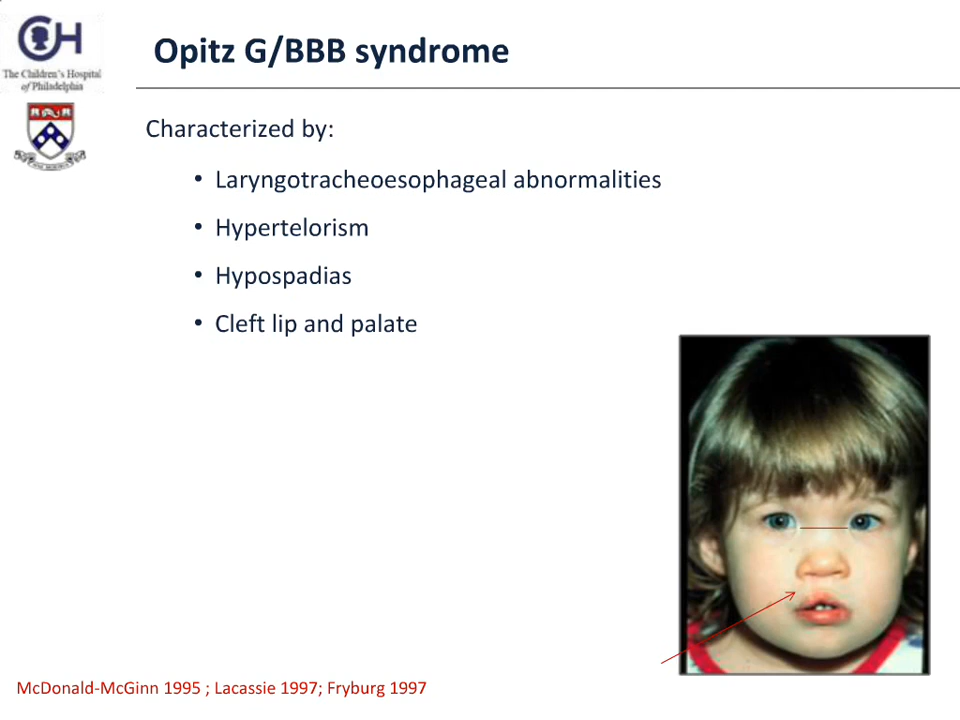 CH
The Children's Hospital
of Philadelphia
Opitz G/BBB syndrome
Characterized by:
• Laryngotracheoesophageal abnormalities
• Hypertelorism
• Hypospadias
• Cleft lip and palate
McDonald-McGinn 1995 ; Lacassie 1997; Fryburg 1997